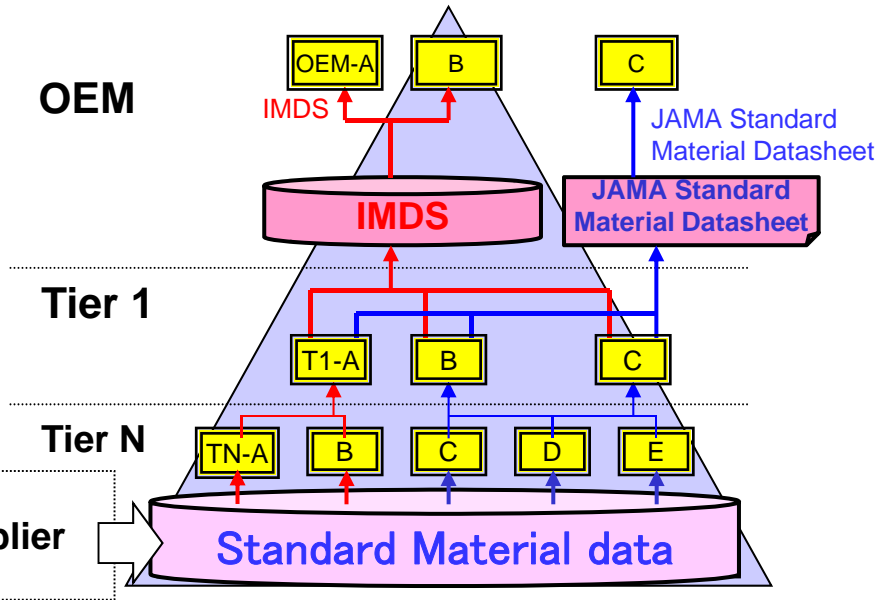 OEM-A
B
C
OEM
IMDS
JAMA Standard
Material Datasheet
IMDS
JAMA Standard
Material Datasheet
Tier 1
T1-A
B
C
Tier N
TN-A
B
C
D
E
plier
Standard Material data